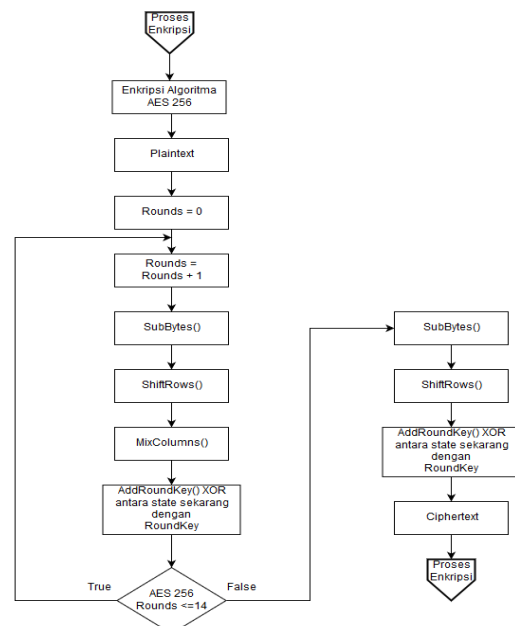 Proses
Enkripsi
Enkripsi Algoritma
AES 256
Plaintext
Rounds = 0
Rounds =
Rounds + 1
SubBytes()
ShiftRows()
MixColumns()
AddRoundKey() XOR
antara state sekarang
dengan
RoundKey
True
AES 256
Rounds <=14
False
SubBytes()
ShiftRows()
AddRoundKey() XOR
antara state sekarang
dengan
RoundKey
Ciphertext
Proses
Enkripsi